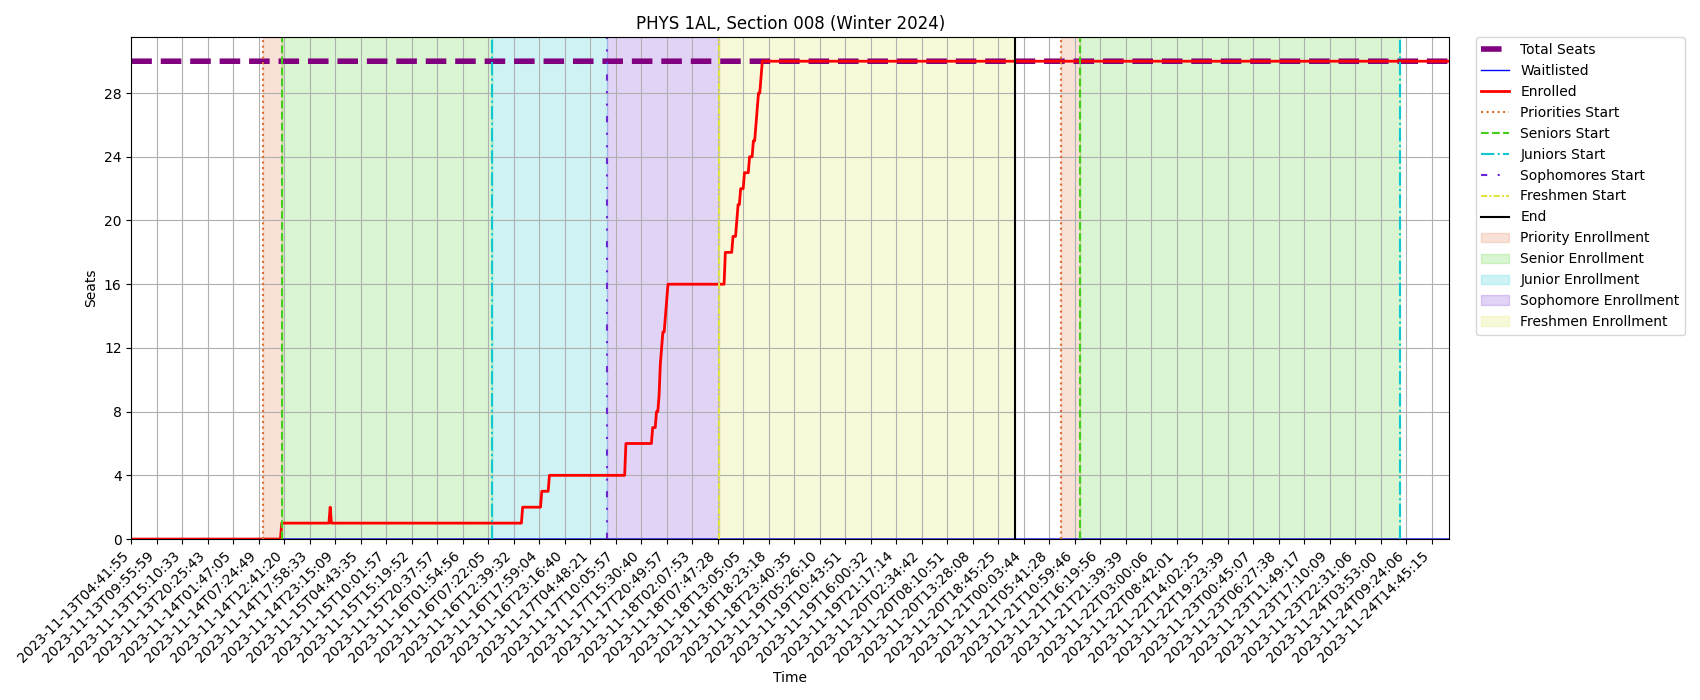 PHYS 1AL, Section 008 (Winter 2024)
Seats
28
24
20
16
12
8
4
0
2023-11-13T04:41:55
2023-11-13T09:55:59
2023-11-13T15:10:33
2023-11-13T20:25:43
2023-11-14T01:47:05
2023-11-14T07:24:49
2023-11-14T12:41:20
2023-11-14T17:58:33
2023-11-14T23:15:09
2023-11-15T04:43:35
2023-11-15T10:01:57
2023-11-15T15:19:52
2023-11-15T20:37:57
2023-11-16T01:54:56
2023-11-16T07:22:05
2023-11-16T12:39:32
2023-11-16T17:59:04
2023-11-16T23:16:40
2023-11-17T04:48:21
2023-11-17T10:05:57
2023-11-17T15:30:40
2023-11-17T20:49:57
2023-11-18T02:07:53
2023-11-18T07:47:28
2023-11-18T13:05:05
2023-11-18T18:23:18
2023-11-18T23:40:35
2023-11-19T05:26:10
2023-11-19T10:43:51
2023-11-19T16:00:32
2023-11-19T21:17:14
2023-11-20T02:34:42
2023-11-20T08:10:51
2023-11-20T13:28:08
2023-11-20T18:45:25
2023-11-21T00:03:44
2023-11-21T05:41:28
2023-11-21T10:59:46
2023-11-21T16:19:56
2023-11-21T21:39:39
2023-11-22T03:00:06
2023-11-22T08:42:01
2023-11-22T14:02:25
2023-11-22T19:23:39
2023-11-23T00:45:07
2023-11-23T06:27:38
2023-11-23T11:49:17
2023-11-23T17:10:09
2023-11-23T22:31:06
2023-11-24T03:53:00
2023-11-24T09:24:06
2023-11-24T14:45:15
Time
Total Seats
Waitlisted
Enrolled
Priorities Start
Seniors Start
Juniors Start
Sophomores Start
Freshmen Start
End
Priority Enrollment
Senior Enrollment
Junior Enrollment
Sophomore Enrollment
Freshmen Enrollment